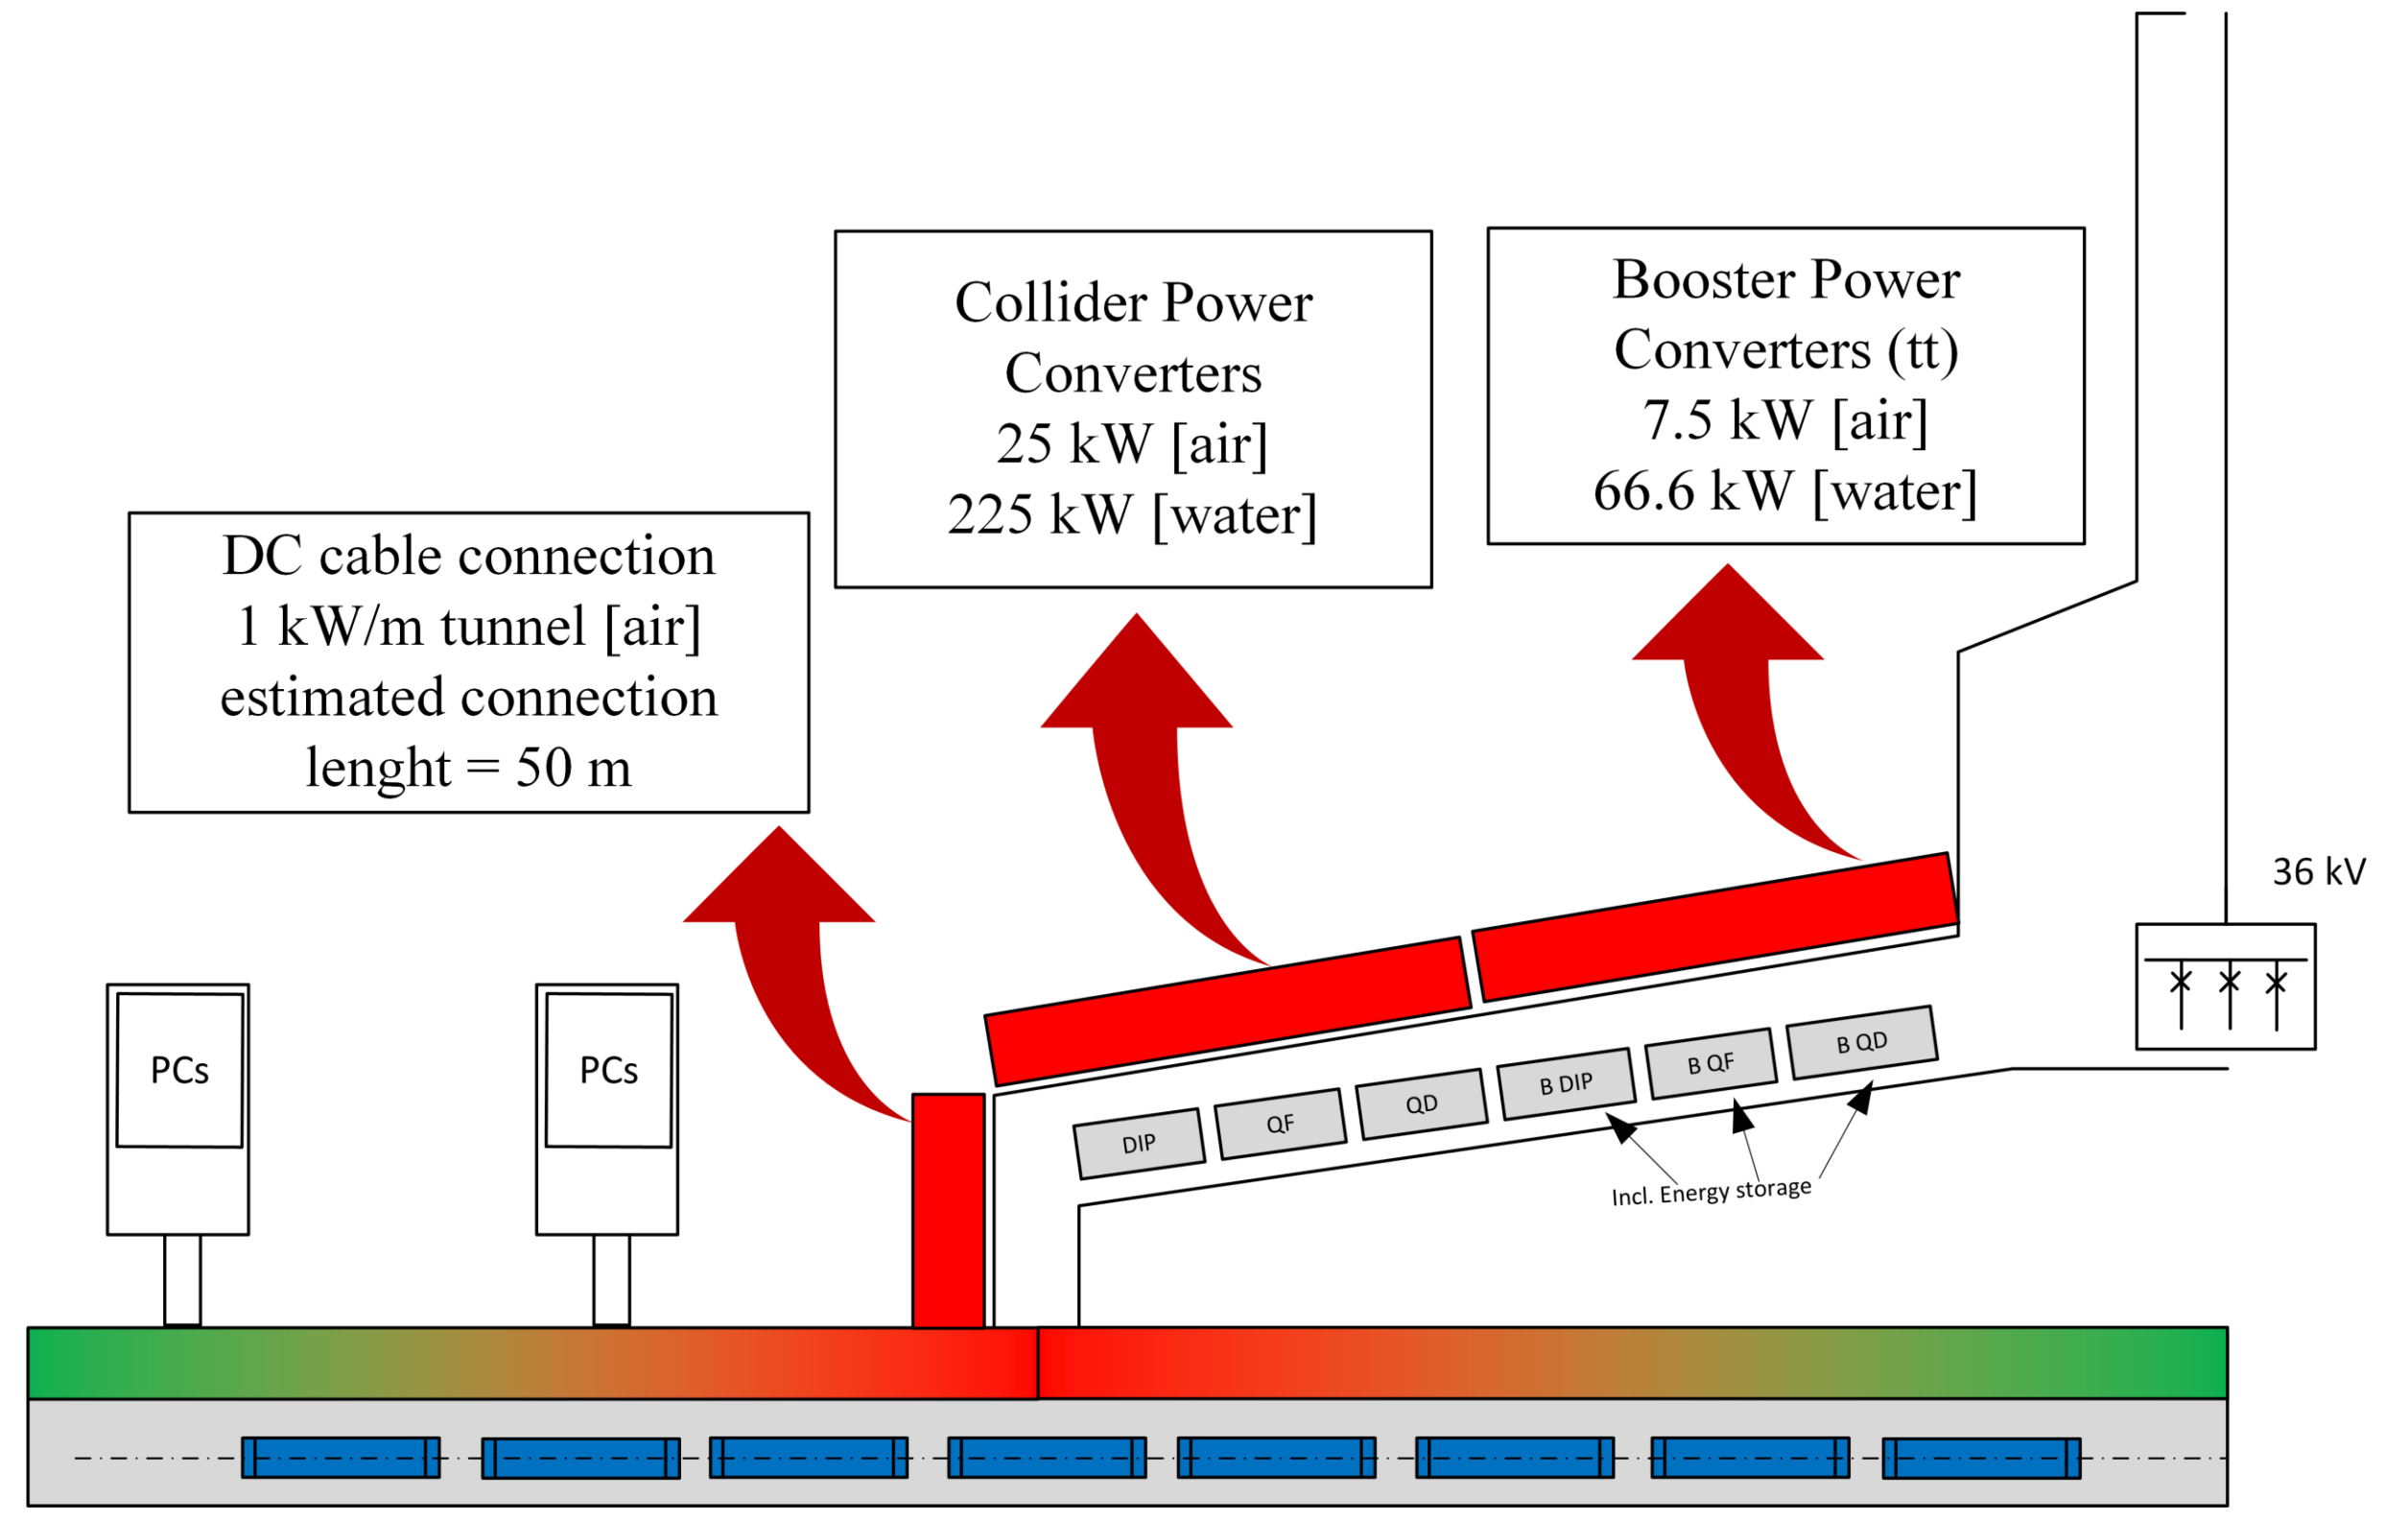 Booster Power
Converters (tt)
7.5 kW [air]
66.6 kW [water]
Collider Power
Converters
25 kW [air]
225 kW [water]
DC cable connection
1 kW/m tunnel [air]
estimated connection
lenght = 50 m
36 kV
PCs
PCs
DIP
QF
QD
B DIP
B QF
B QD
Incl. Energy storage